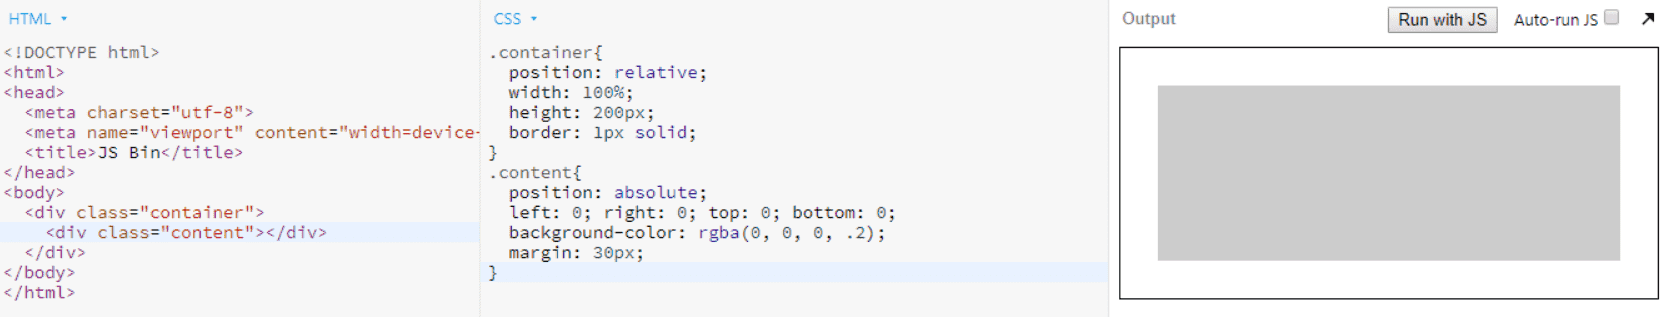 HTML
<!DOCTYPE html>
<html>
<head>
  <meta charset="utf-8">
  <meta name="viewport" content="width=device-
  <title>JS Bin</title>
</head>
<body>
  <div class="container">
    <div class="content"></div>
  </div>
</body>
</html>
CSS
.container{
  position: relative;
  width: 100%;
  height: 200px;
  border: 1px solid;
}
.content{
  position: absolute;
  left: 0; right: 0; top: 0; bottom: 0;
  background-color: rgba(0, 0, 0, .2);
  margin: 30px;
}
Output
Run with JS
Auto-run JS